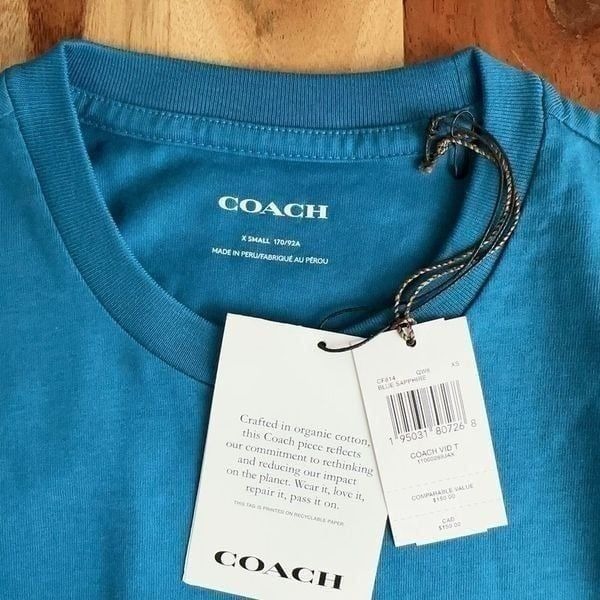 COACH
X SMALL 170/92A
MADE IN PERU/FABRIQUÉ AU PÉROU
Crafted in organic cotton,
this Coach piece reflects
our commitment to rethinking
and reducing our impact
on the planet. Wear it, love it,
repair it, pass it on.
THIS TAG IS PRINTED ON RECYCLABLE PAPER.
COACH
CF814 QW6 XS
BLUE SAPPHIRE
1 95031 80726 8
COACH VID T
COMPARABLE VALUE
$150.00
CAD
$150.00